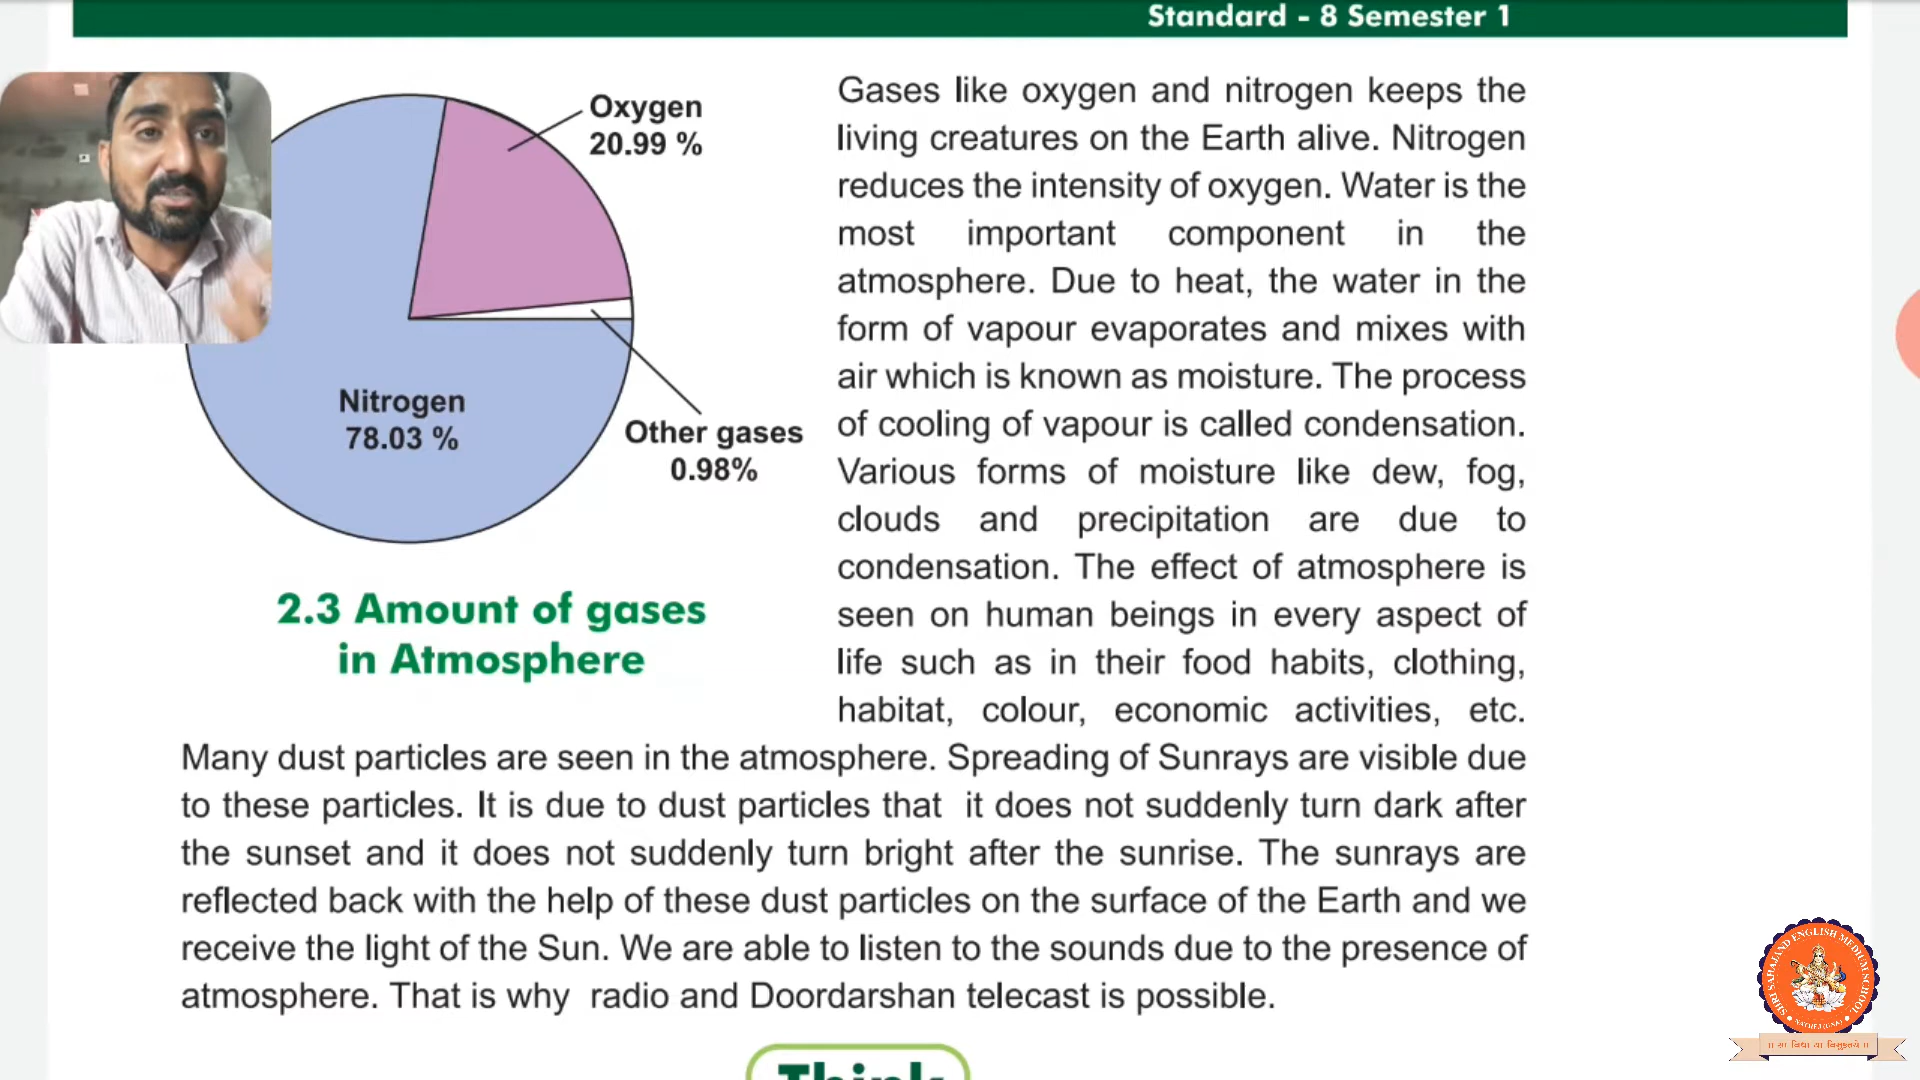 Standard - 8 Semester 1
Oxygen
20.99 %
Nitrogen
78.03 %
Other gases
0.98%
2.3 Amount of gases
in Atmosphere
Gases like oxygen and nitrogen keeps the
living creatures on the Earth alive. Nitrogen
reduces the intensity of oxygen. Water is the
most important component in the
atmosphere. Due to heat, the water in the
form of vapour evaporates and mixes with
air which is known as moisture. The process
of cooling of vapour is called condensation.
Various forms of moisture like dew, fog,
clouds and precipitation are due to
condensation. The effect of atmosphere is
seen on human beings in every aspect of
life such as in their food habits, clothing,
habitat, colour, economic activities, etc.
Many dust particles are seen in the atmosphere. Spreading of Sunrays are visible due
to these particles. It is due to dust particles that it does not suddenly turn dark after
the sunset and it does not suddenly turn bright after the sunrise. The sunrays are
reflected back with the help of these dust particles on the surface of the Earth and we
receive the light of the Sun. We are able to listen to the sounds due to the presence of
atmosphere. That is why radio and Doordarshan telecast is possible.
Think
SHRI SAHAJANAND ENGLISH MEDIUM SCHOOL
॥ सा विद्या या विमुक्तये ॥